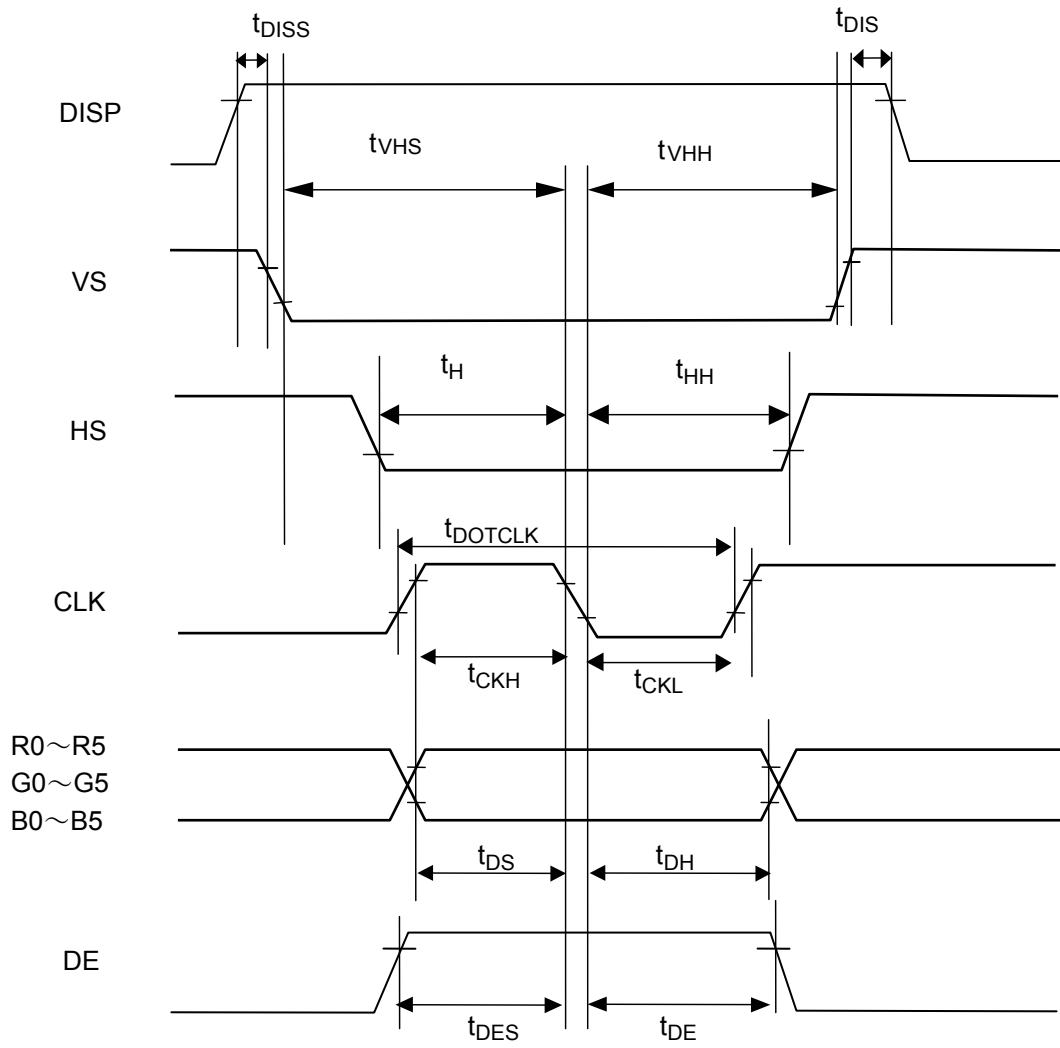 tDISS
tDIS
DISP
tVHS
tVHH
VS
tH
tHH
HS
tDOTCLK
CLK
tCKH
tCKL
R0～R5
G0～G5
B0～B5
tDS
tDH
DE
tDES
tDE